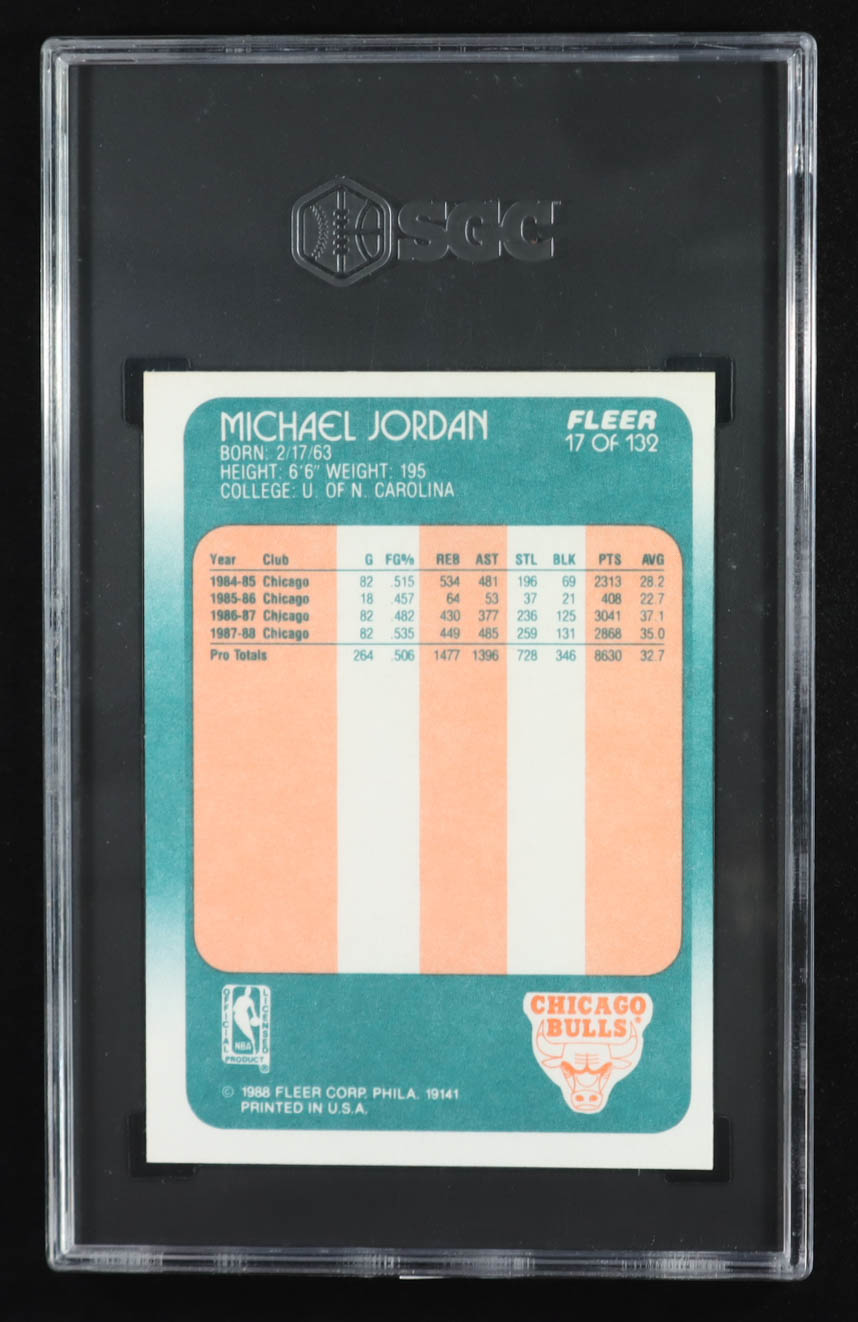 SGC
MICHAEL JORDAN
FLEER
17 OF 132
BORN: 2/17/63
HEIGHT: 6'6" WEIGHT: 195
COLLEGE: U. OF N. CAROLINA
Year Club G FG% REB AST STL BLK PTS AVG
1984-85 Chicago 82 .515 534 481 196 69 2313 28.2
1985-86 Chicago 18 .457 64 53 37 21 408 22.7
1986-87 Chicago 82 .482 430 377 236 125 3041 37.1
1987-88 Chicago 82 .535 449 485 259 131 2868 35.0
Pro Totals 264 .506 1477 1396 728 346 8630 32.7
OFFICIAL
LICENSED
NBA
PRODUCT ®
CHICAGO
BULLS ®
© 1988 FLEER CORP. PHILA. 19141
PRINTED IN U.S.A.